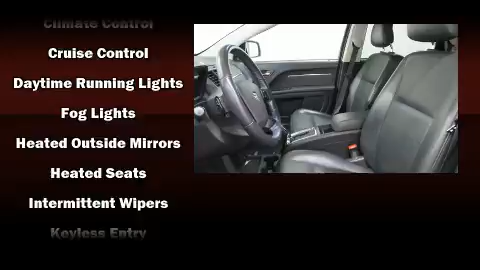 Climate Control
Cruise Control
Daytime Running Lights
Fog Lights
Heated Outside Mirrors
Heated Seats
Intermittent Wipers
Keyless Entry